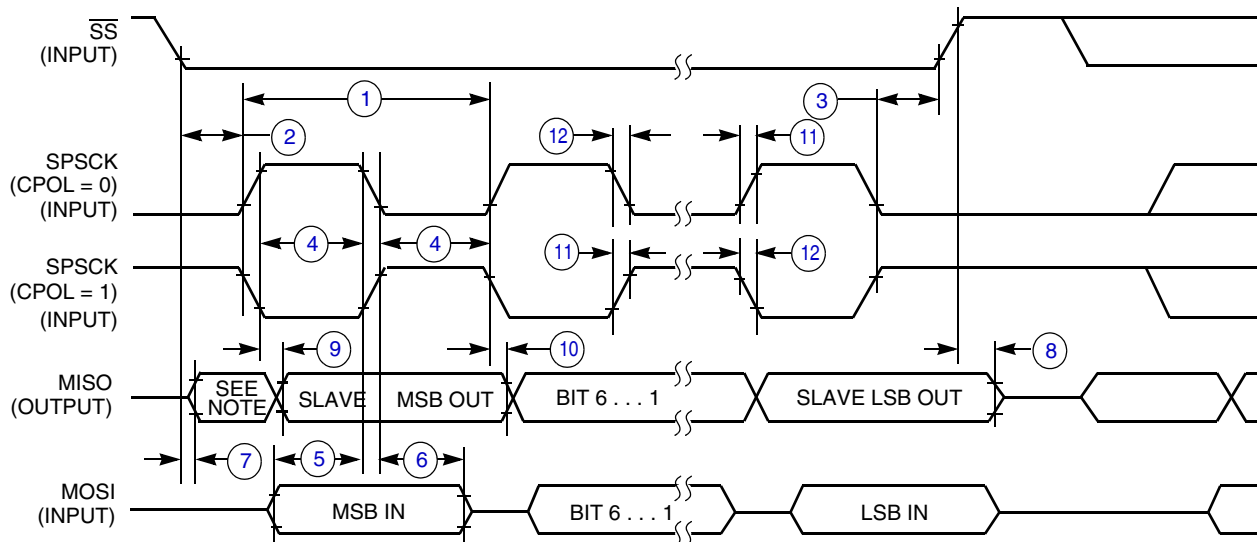 SS
(INPUT)
1
3
2
12
11
SPSCK
(CPOL = 0)
(INPUT)
4
4
11
12
SPSCK
(CPOL = 1)
(INPUT)
9
10
8
MISO
(OUTPUT)
SEE
NOTE
SLAVE
MSB OUT
BIT 6 . . . 1
SLAVE LSB OUT
7
5
6
MOSI
(INPUT)
MSB IN
BIT 6 . . . 1
LSB IN